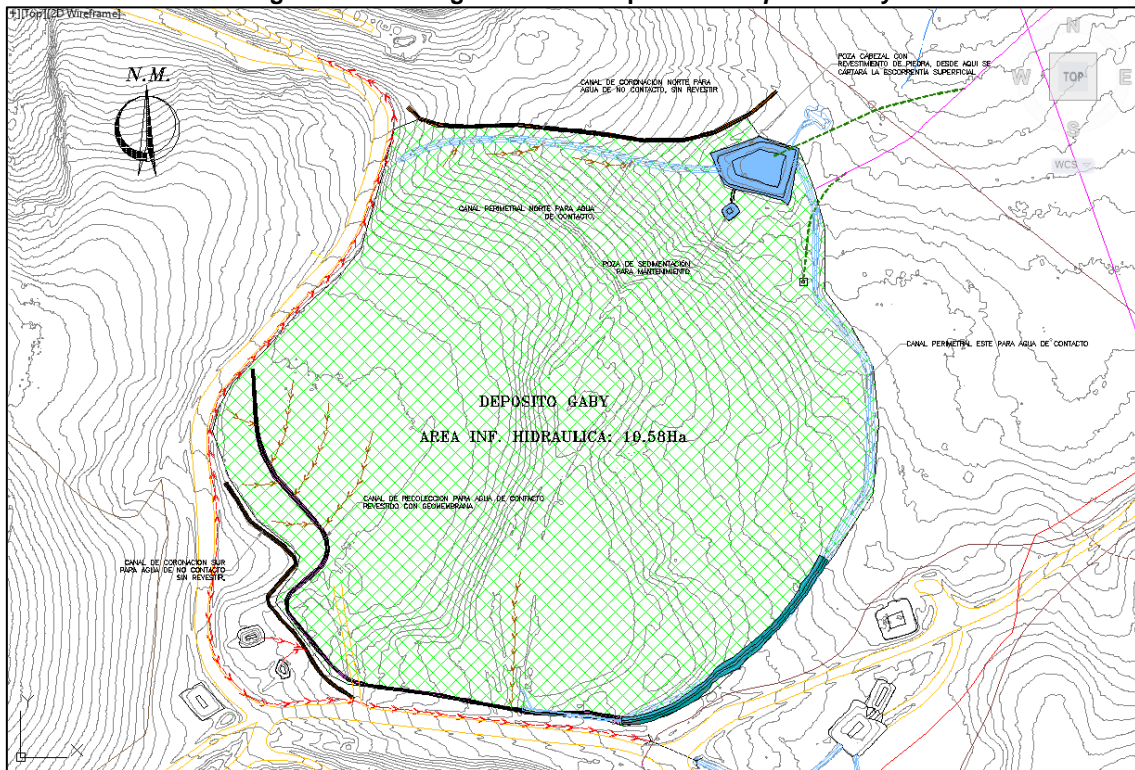 [-][Top][2D Wireframe]
N.M.
CANAL DE CORONACION NORTE PARA
AGUA DE NO CONTACTO, SIN REVESTIR
POZA CABEZAL CON
REVESTIMIENTO DE PIEDRA, DESDE AQUI SE
CAPTARÁ LA ESCORRENTIA SUPERFICIAL
N
W
TOP
E
S
WCS
CANAL PERIMETRAL NORTE PARA AGUA
DE CONTACTO.
POZA DE SEDIMENTACION
PARA MANTENIMIENTO
CANAL PERIMETRAL ESTE PARA AGUA DE CONTACTO
DEPOSITO GABY
AREA INF. HIDRAULICA: 19.58Ha
CANAL DE RECOLECCION PARA AGUA DE CONTACTO
REVESTIDO CON GEOMEMBRANA
CANAL DE CORONACION SUR
PARA AGUA DE NO CONTACTO
SIN REVESTIR.
Y
X